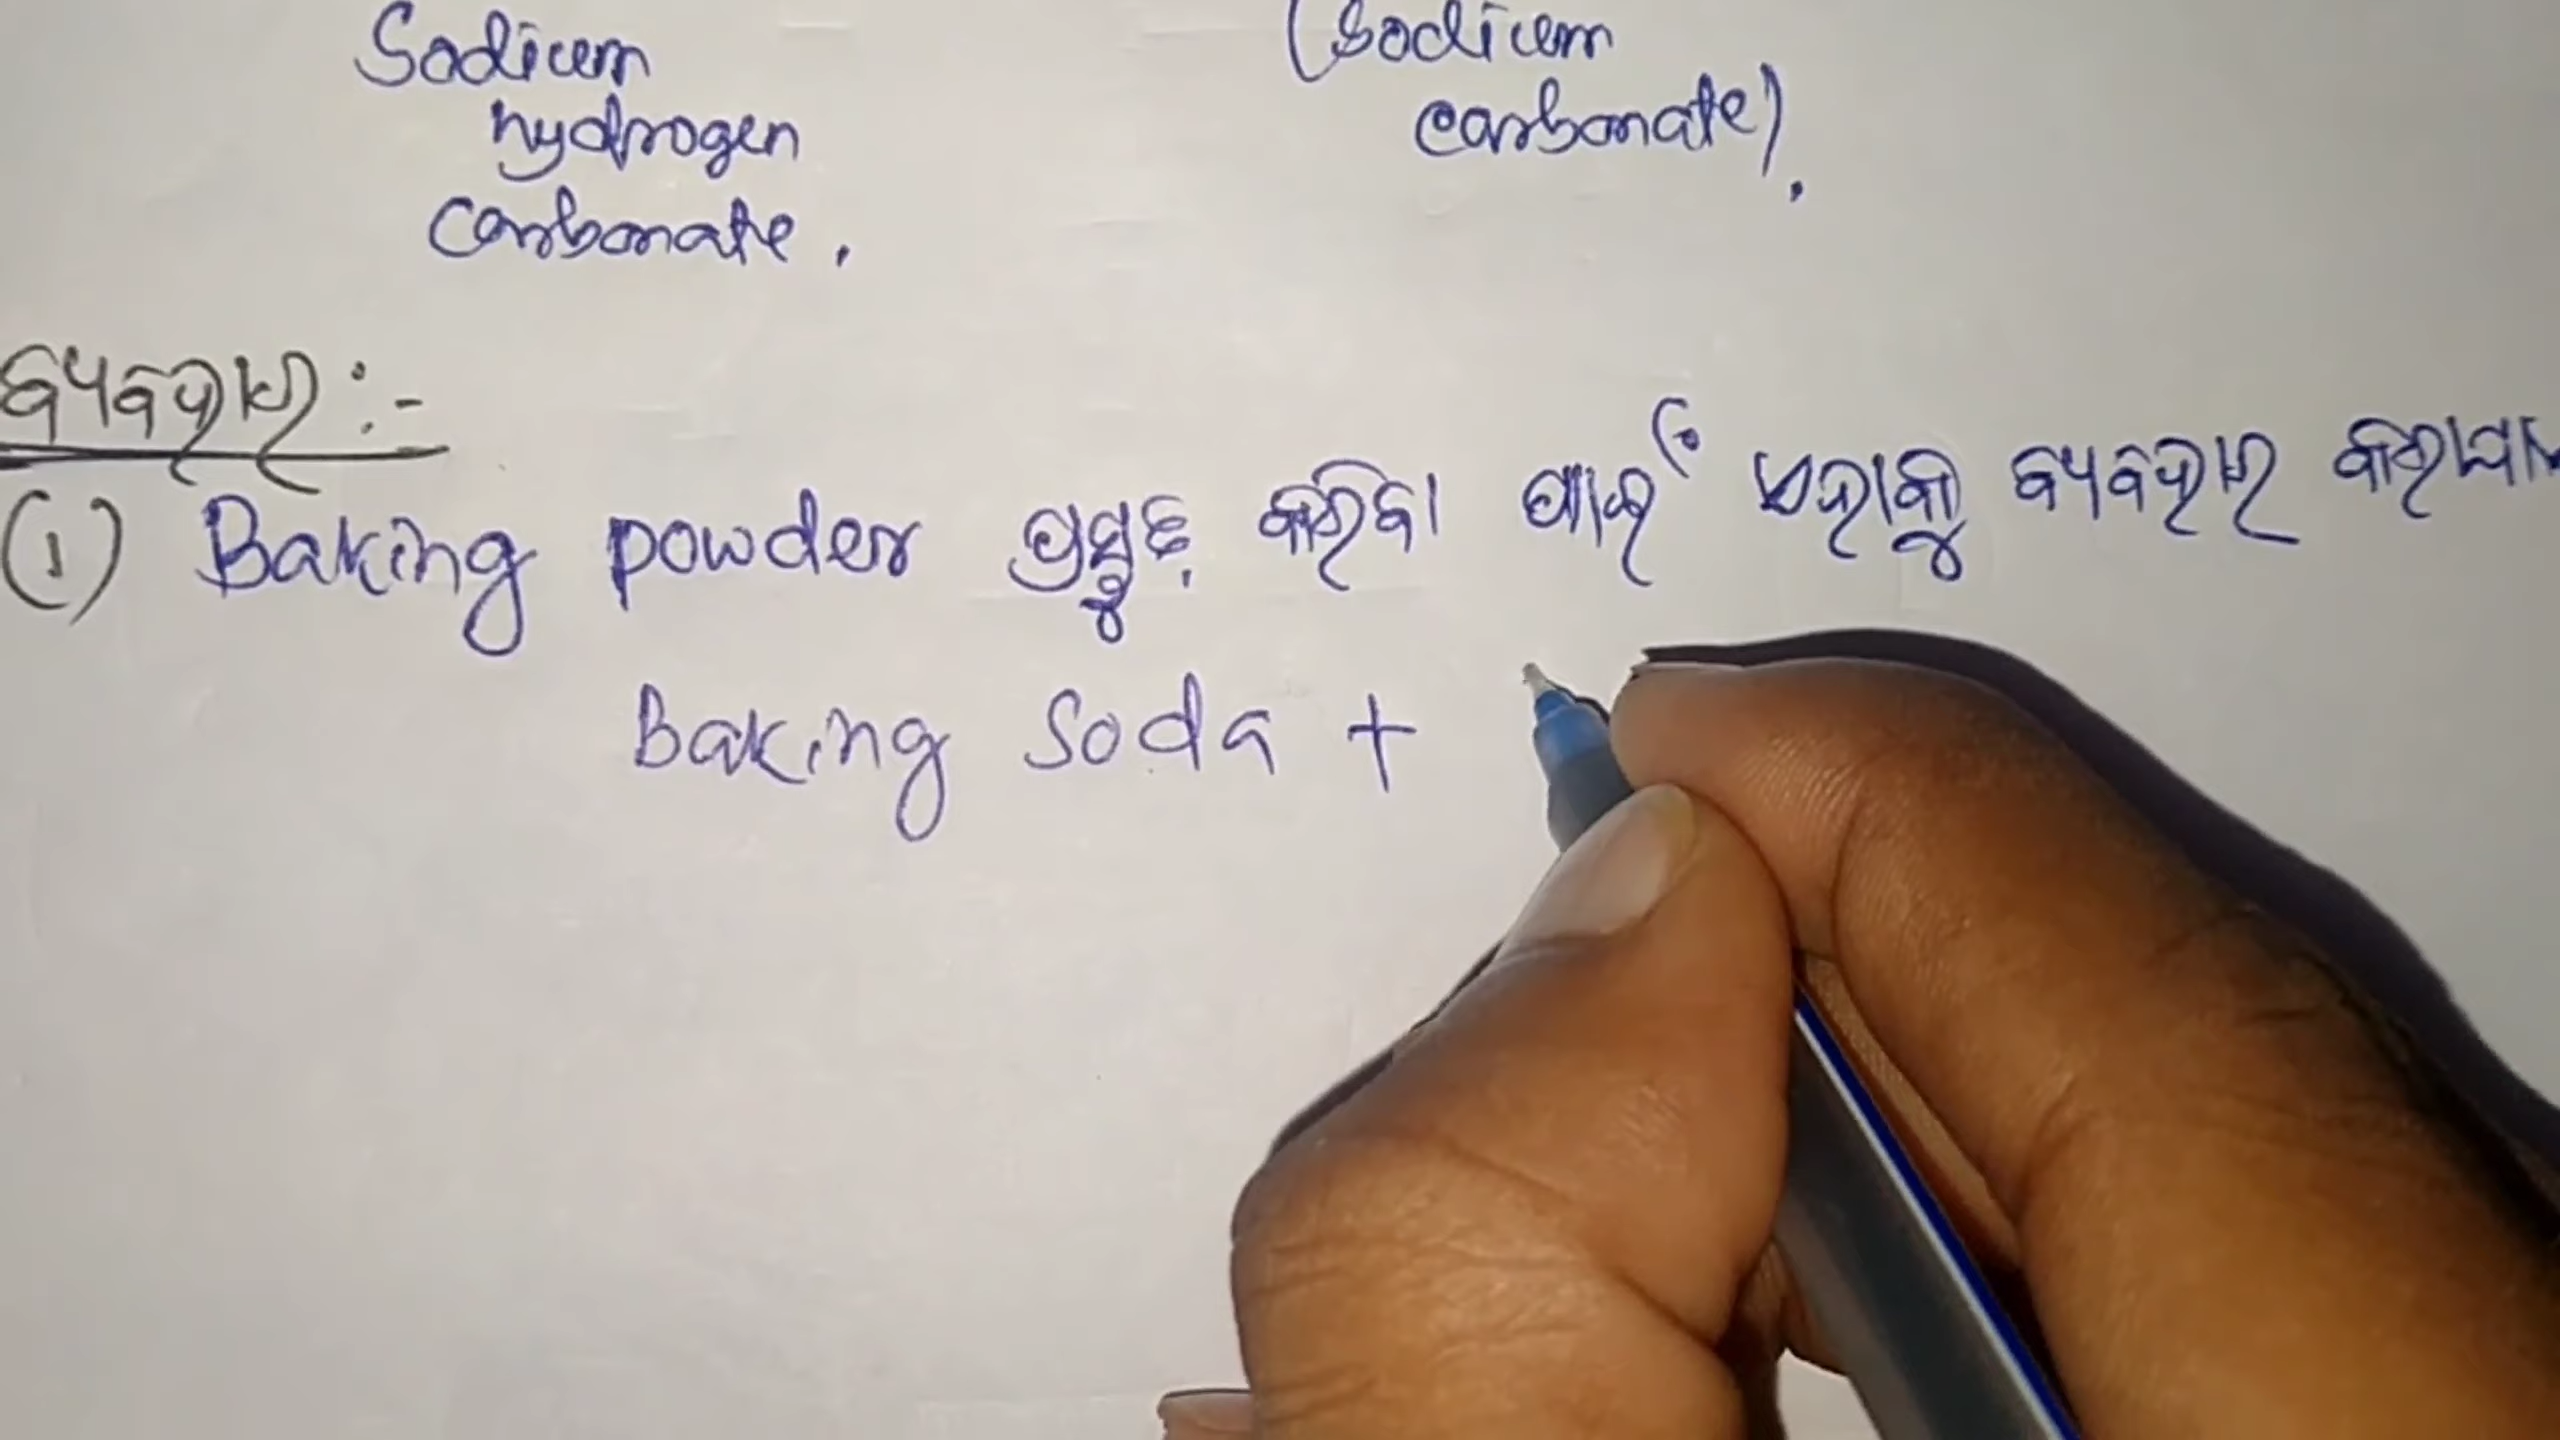 Sodium
hydrogen
carbonate.
(Sodium
carbonate).
ବ୍ୟବହାର :-
(1) Baking powder ପ୍ରସ୍ତୁତ କରିବା ପାଇଁ ଏହାକୁ ବ୍ୟବହାର କରାଯାଏ
Baking Soda +